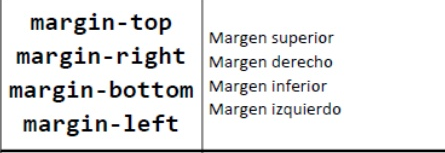 margin-top
margin-right
margin-bottom
margin-left
Margen superior
Margen derecho
Margen inferior
Margen izquierdo